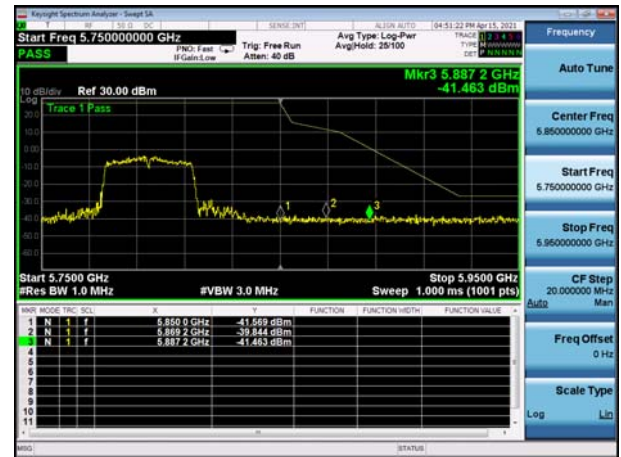 Keysight Spectrum Analyzer - Swept SA
T RF 50 Ω DC SENSE:INT ALIGN AUTO 04:51:22 PM Apr 15, 2021
Start Freq 5.750000000 GHz
PNO: Fast Trig: Free Run Avg Type: Log-Pwr TRACE 1 2 3 4 5 6
PASS IFGain:Low Atten: 40 dB Avg|Hold: 25/100 TYPE M
DET P N N N N N
Mkr3 5.887 2 GHz
10 dB/div Ref 30.00 dBm -41.463 dBm
Log
Trace 1 Pass
20.0
10.0
0.00
-10.0
-20.0
-30.0
-40.0
-50.0
-60.0
1 2 3
Start 5.7500 GHz Stop 5.9500 GHz
#Res BW 1.0 MHz #VBW 3.0 MHz Sweep 1.000 ms (1001 pts)
MKR MODE TRC SCL X Y FUNCTION FUNCTION WIDTH FUNCTION VALUE
1 N 1 f 5.850 0 GHz -41.569 dBm
2 N 1 f 5.869 2 GHz -39.844 dBm
3 N 1 f 5.887 2 GHz -41.463 dBm
4
5
6
7
8
9
10
11
MSG STATUS
Frequency
Auto Tune
Center Freq
5.850000000 GHz
Start Freq
5.750000000 GHz
Stop Freq
5.950000000 GHz
CF Step
20.000000 MHz
Auto Man
Freq Offset
0 Hz
Scale Type
Log Lin